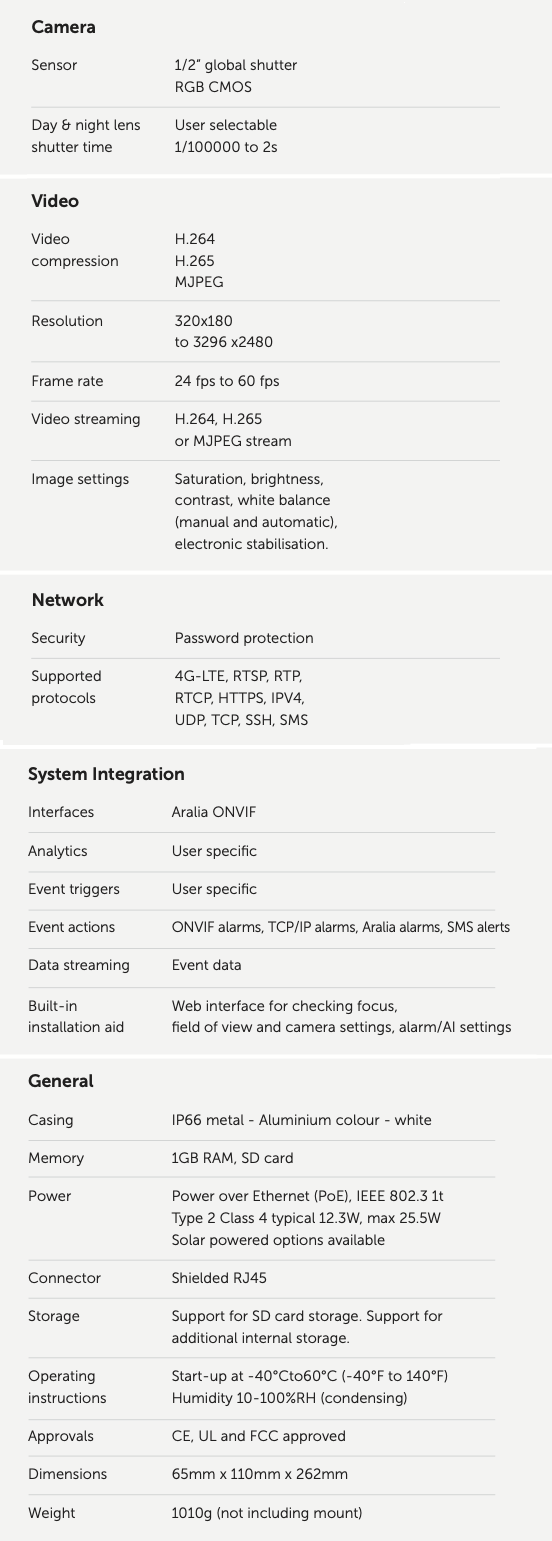 Camera
Sensor
1/2” global shutter
RGB CMOS
Day & night lens
shutter time
User selectable
1/100000 to 2s
Video
Video
compression
H.264
H.265
MJPEG
Resolution
320x180
to 3296 x2480
Frame rate
24 fps to 60 fps
Video streaming
H.264, H.265
or MJPEG stream
Image settings
Saturation, brightness,
contrast, white balance
(manual and automatic),
electronic stabilisation.
Network
Security
Password protection
Supported
protocols
4G-LTE, RTSP, RTP,
RTCP, HTTPS, IPV4,
UDP, TCP, SSH, SMS
System Integration
Interfaces
Aralia ONVIF
Analytics
User specific
Event triggers
User specific
Event actions
ONVIF alarms, TCP/IP alarms, Aralia alarms, SMS alerts
Data streaming
Event data
Built-in
installation aid
Web interface for checking focus,
field of view and camera settings, alarm/AI settings
General
Casing
IP66 metal - Aluminium colour - white
Memory
1GB RAM, SD card
Power
Power over Ethernet (PoE), IEEE 802.3 1t
Type 2 Class 4 typical 12.3W, max 25.5W
Solar powered options available
Connector
Shielded RJ45
Storage
Support for SD card storage. Support for
additional internal storage.
Operating
instructions
Start-up at -40°Cto60°C (-40°F to 140°F)
Humidity 10-100%RH (condensing)
Approvals
CE, UL and FCC approved
Dimensions
65mm x 110mm x 262mm
Weight
1010g (not including mount)